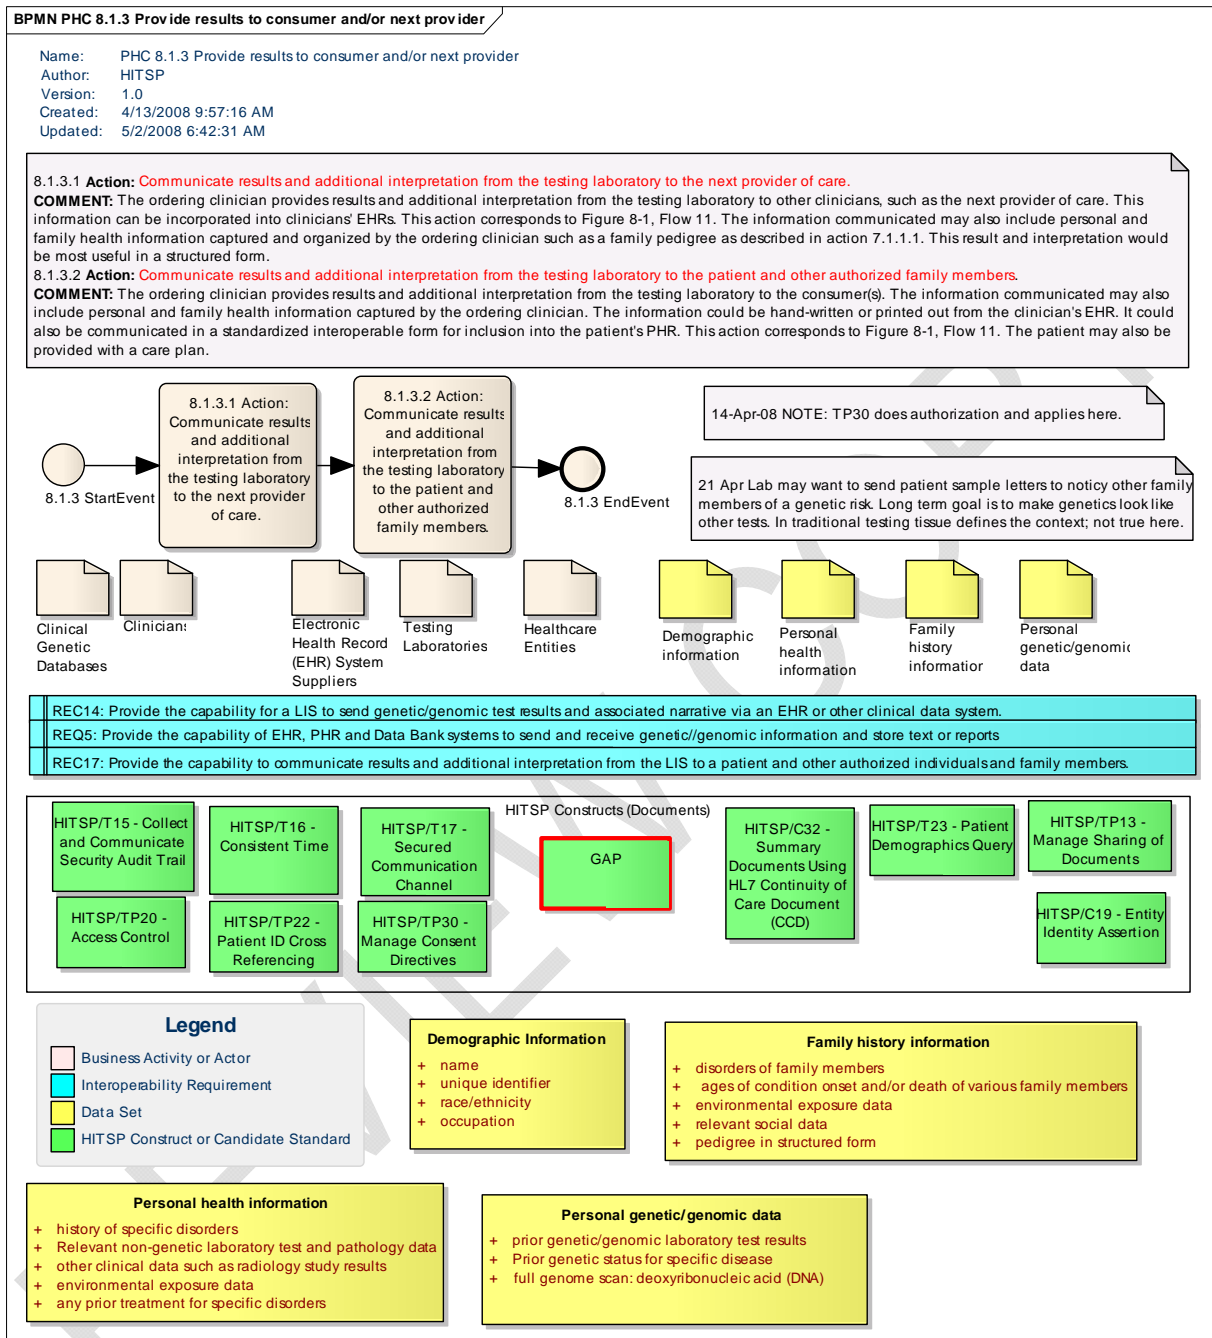 BPMN PHC 8.1.3 Provide results to consumer and/or next provider
Name: PHC 8.1.3 Provide results to consumer and/or next provider
Author: HITSP
Version: 1.0
Created: 4/13/2008 9:57:16 AM
Updated: 5/2/2008 6:42:31 AM
8.1.3.1 Action: Communicate results and additional interpretation from the testing laboratory to the next provider of care.
COMMENT: The ordering clinician provides results and additional interpretation from the testing laboratory to other clinicians, such as the next provider of care. This
information can be incorporated into clinicians' EHRs. This action corresponds to Figure 8-1, Flow 11. The information communicated may also include personal and
family health information captured and organized by the ordering clinician such as a family pedigree as described in action 7.1.1.1. This result and interpretation would
be most useful in a structured form.
8.1.3.2 Action: Communicate results and additional interpretation from the testing laboratory to the patient and other authorized family members.
COMMENT: The ordering clinician provides results and additional interpretation from the testing laboratory to the consumer(s). The information communicated may also
include personal and family health information captured by the ordering clinician. The information could be hand-written or printed out from the clinician's EHR. It could
also be communicated in a standardized interoperable form for inclusion into the patient's PHR. This action corresponds to Figure 8-1, Flow 11. The patient may also be
provided with a care plan.
8.1.3 StartEvent
8.1.3.1 Action:
Communicate results
and additional
interpretation from
the testing laboratory
to the next provider
of care.
8.1.3.2 Action:
Communicate results
and additional
interpretation from
the testing laboratory
to the patient and
other authorized
family members.
8.1.3 EndEvent
14-Apr-08 NOTE: TP30 does authorization and applies here.
21 Apr Lab may want to send patient sample letters to noticy other family
members of a genetic risk. Long term goal is to make genetics look like
other tests. In traditional testing tissue defines the context; not true here.
Clinical
Genetic
Databases
Clinicians
Electronic
Health Record
(EHR) System
Suppliers
Testing
Laboratories
Healthcare
Entities
Demographic
information
Personal
health
information
Family
history
information
Personal
genetic/genomic
data
REC14: Provide the capability for a LIS to send genetic/genomic test results and associated narrative via an EHR or other clinical data system.
REQ5: Provide the capability of EHR, PHR and Data Bank systems to send and receive genetic//genomic information and store text or reports
REC17: Provide the capability to communicate results and additional interpretation from the LIS to a patient and other authorized individuals and family members.
HITSP Constructs (Documents)
HITSP/T15 - Collect
and Communicate
Security Audit Trail
HITSP/T16 -
Consistent Time
HITSP/T17 -
Secured
Communication
Channel
GAP
HITSP/C32 -
Summary
Documents Using
HL7 Continuity of
Care Document
(CCD)
HITSP/T23 - Patient
Demographics Query
HITSP/TP13 -
Manage Sharing of
Documents
HITSP/TP20 -
Access Control
HITSP/TP22 -
Patient ID Cross
Referencing
HITSP/TP30 -
Manage Consent
Directives
HITSP/C19 - Entity
Identity Assertion
Legend
Business Activity or Actor
Interoperability Requirement
Data Set
HITSP Construct or Candidate Standard
Demographic Information
+ name
+ unique identifier
+ race/ethnicity
+ occupation
Family history information
+ disorders of family members
+ ages of condition onset and/or death of various family members
+ environmental exposure data
+ relevant social data
+ pedigree in structured form
Personal health information
+ history of specific disorders
+ Relevant non-genetic laboratory test and pathology data
+ other clinical data such as radiology study results
+ environmental exposure data
+ any prior treatment for specific disorders
Personal genetic/genomic data
+ prior genetic/genomic laboratory test results
+ Prior genetic status for specific disease
+ full genome scan: deoxyribonucleic acid (DNA)